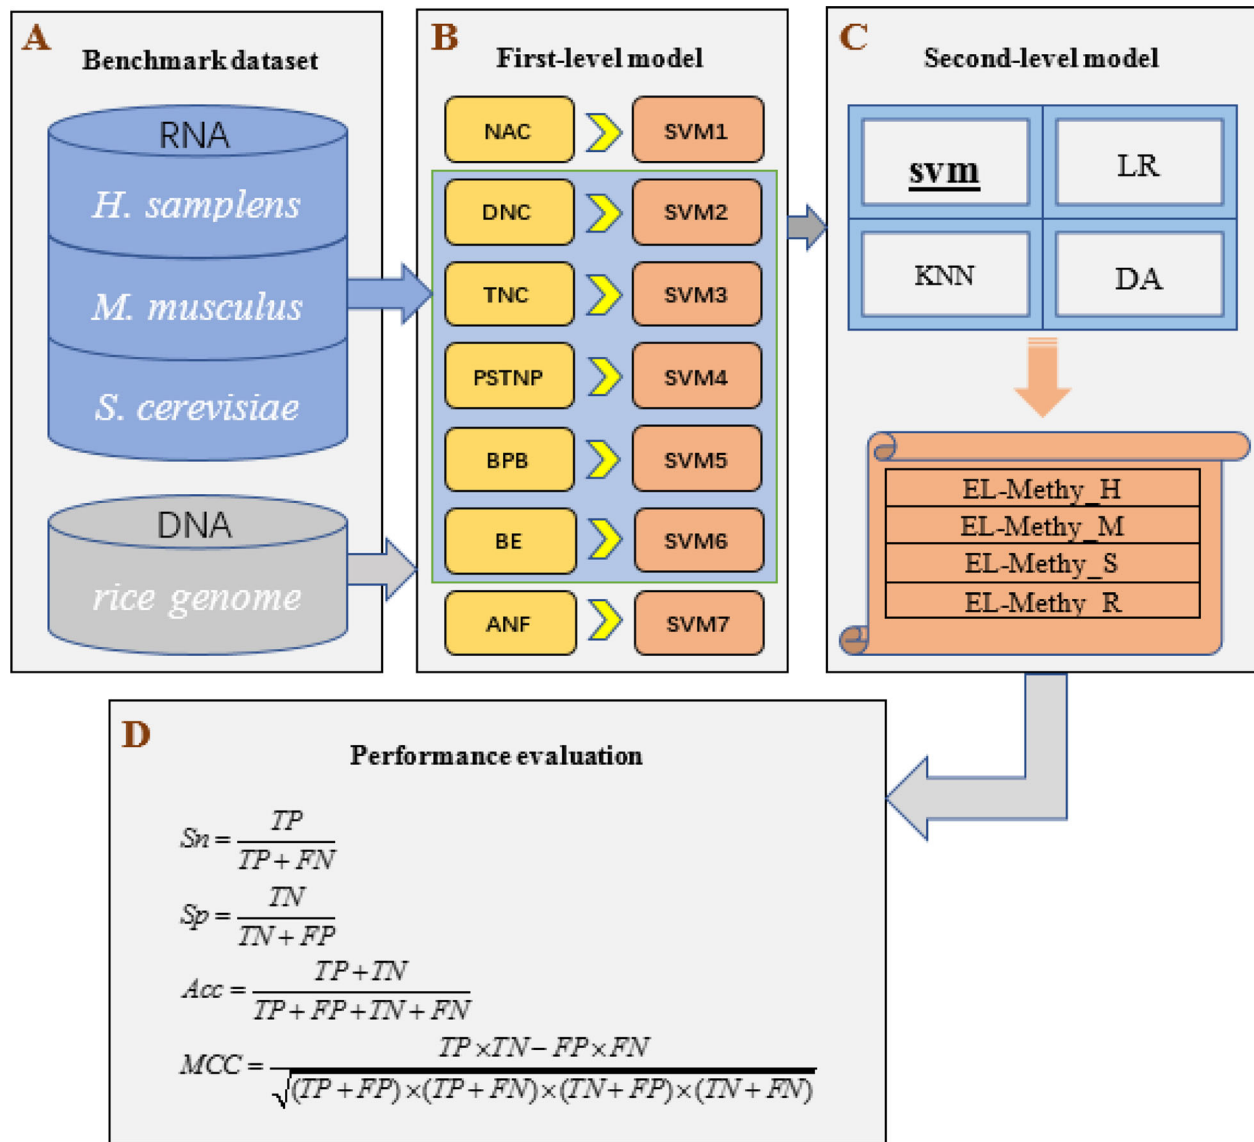 A
Benchmark dataset
RNA
H. samplens
M. musculus
S. cerevisiae
DNA
rice genome
B
First-level model
NAC
SVM1
DNC
SVM2
TNC
SVM3
PSTNP
SVM4
BPB
SVM5
BE
SVM6
ANF
SVM7
C
Second-level model
svm
LR
KNN
DA
EL-Methy_H
EL-Methy_M
EL-Methy_S
EL-Methy_R
D
Performance evaluation
Sn = TP / (TP + FN)
Sp = TN / (TN + FP)
Acc = (TP + TN) / (TP + FP + TN + FN)
MCC = (TP × TN − FP × FN) / √((TP + FP) × (TP + FN) × (TN + FP) × (TN + FN))